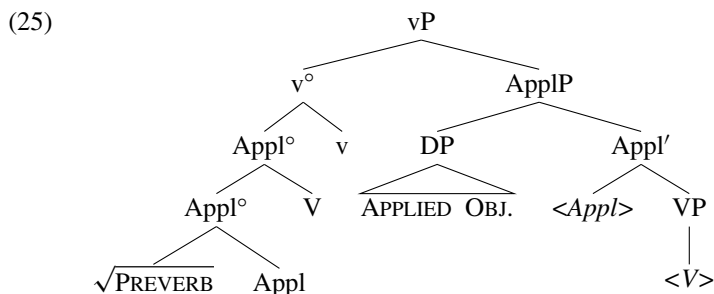 (25) vP
v° ApplP
Appl° v DP Appl′
Appl° V APPLIED OBJ. <Appl> VP
√PREVERB Appl <V>